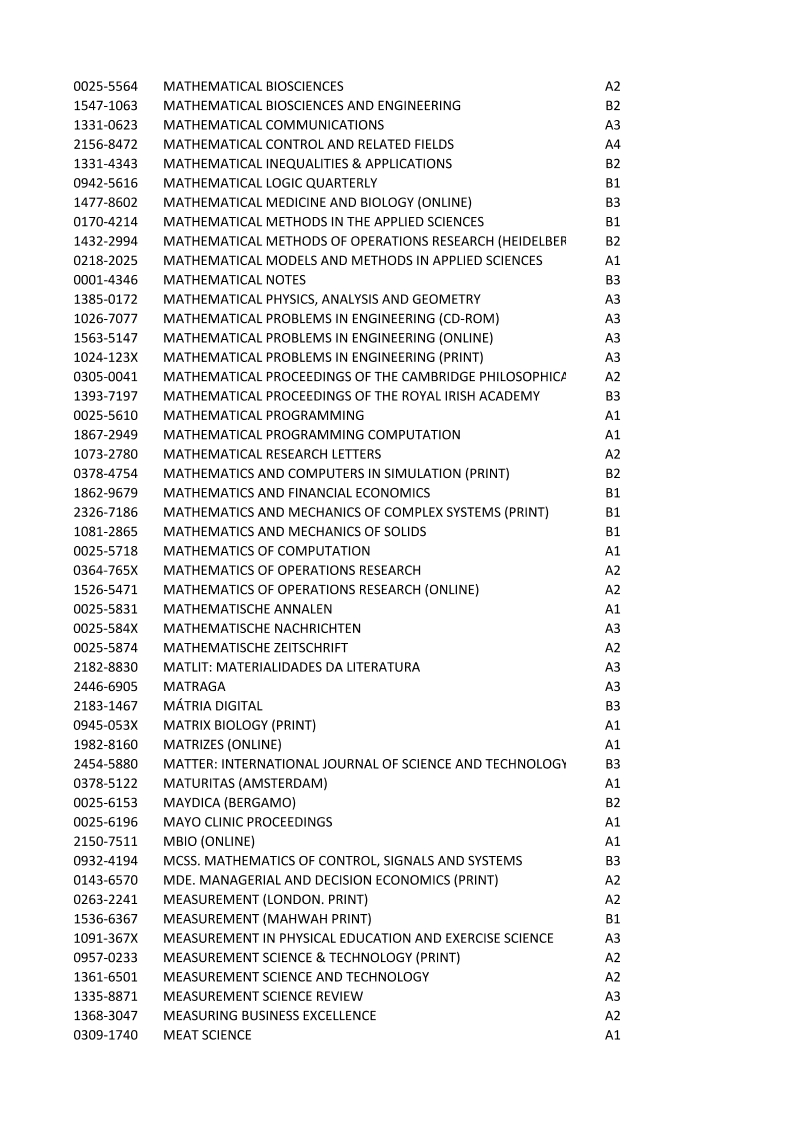 0025-5564 MATHEMATICAL BIOSCIENCES A2
1547-1063 MATHEMATICAL BIOSCIENCES AND ENGINEERING B2
1331-0623 MATHEMATICAL COMMUNICATIONS A3
2156-8472 MATHEMATICAL CONTROL AND RELATED FIELDS A4
1331-4343 MATHEMATICAL INEQUALITIES & APPLICATIONS B2
0942-5616 MATHEMATICAL LOGIC QUARTERLY B1
1477-8602 MATHEMATICAL MEDICINE AND BIOLOGY (ONLINE) B3
0170-4214 MATHEMATICAL METHODS IN THE APPLIED SCIENCES B1
1432-2994 MATHEMATICAL METHODS OF OPERATIONS RESEARCH (HEIDELBER B2
0218-2025 MATHEMATICAL MODELS AND METHODS IN APPLIED SCIENCES A1
0001-4346 MATHEMATICAL NOTES B3
1385-0172 MATHEMATICAL PHYSICS, ANALYSIS AND GEOMETRY A3
1026-7077 MATHEMATICAL PROBLEMS IN ENGINEERING (CD-ROM) A3
1563-5147 MATHEMATICAL PROBLEMS IN ENGINEERING (ONLINE) A3
1024-123X MATHEMATICAL PROBLEMS IN ENGINEERING (PRINT) A3
0305-0041 MATHEMATICAL PROCEEDINGS OF THE CAMBRIDGE PHILOSOPHICA A2
1393-7197 MATHEMATICAL PROCEEDINGS OF THE ROYAL IRISH ACADEMY B3
0025-5610 MATHEMATICAL PROGRAMMING A1
1867-2949 MATHEMATICAL PROGRAMMING COMPUTATION A1
1073-2780 MATHEMATICAL RESEARCH LETTERS A2
0378-4754 MATHEMATICS AND COMPUTERS IN SIMULATION (PRINT) B2
1862-9679 MATHEMATICS AND FINANCIAL ECONOMICS B1
2326-7186 MATHEMATICS AND MECHANICS OF COMPLEX SYSTEMS (PRINT) B1
1081-2865 MATHEMATICS AND MECHANICS OF SOLIDS B1
0025-5718 MATHEMATICS OF COMPUTATION A1
0364-765X MATHEMATICS OF OPERATIONS RESEARCH A2
1526-5471 MATHEMATICS OF OPERATIONS RESEARCH (ONLINE) A2
0025-5831 MATHEMATISCHE ANNALEN A1
0025-584X MATHEMATISCHE NACHRICHTEN A3
0025-5874 MATHEMATISCHE ZEITSCHRIFT A2
2182-8830 MATLIT: MATERIALIDADES DA LITERATURA A3
2446-6905 MATRAGA A3
2183-1467 MÁTRIA DIGITAL B3
0945-053X MATRIX BIOLOGY (PRINT) A1
1982-8160 MATRIZES (ONLINE) A1
2454-5880 MATTER: INTERNATIONAL JOURNAL OF SCIENCE AND TECHNOLOGY B3
0378-5122 MATURITAS (AMSTERDAM) A1
0025-6153 MAYDICA (BERGAMO) B2
0025-6196 MAYO CLINIC PROCEEDINGS A1
2150-7511 MBIO (ONLINE) A1
0932-4194 MCSS. MATHEMATICS OF CONTROL, SIGNALS AND SYSTEMS B3
0143-6570 MDE. MANAGERIAL AND DECISION ECONOMICS (PRINT) A2
0263-2241 MEASUREMENT (LONDON. PRINT) A2
1536-6367 MEASUREMENT (MAHWAH PRINT) B1
1091-367X MEASUREMENT IN PHYSICAL EDUCATION AND EXERCISE SCIENCE A3
0957-0233 MEASUREMENT SCIENCE & TECHNOLOGY (PRINT) A2
1361-6501 MEASUREMENT SCIENCE AND TECHNOLOGY A2
1335-8871 MEASUREMENT SCIENCE REVIEW A3
1368-3047 MEASURING BUSINESS EXCELLENCE A2
0309-1740 MEAT SCIENCE A1